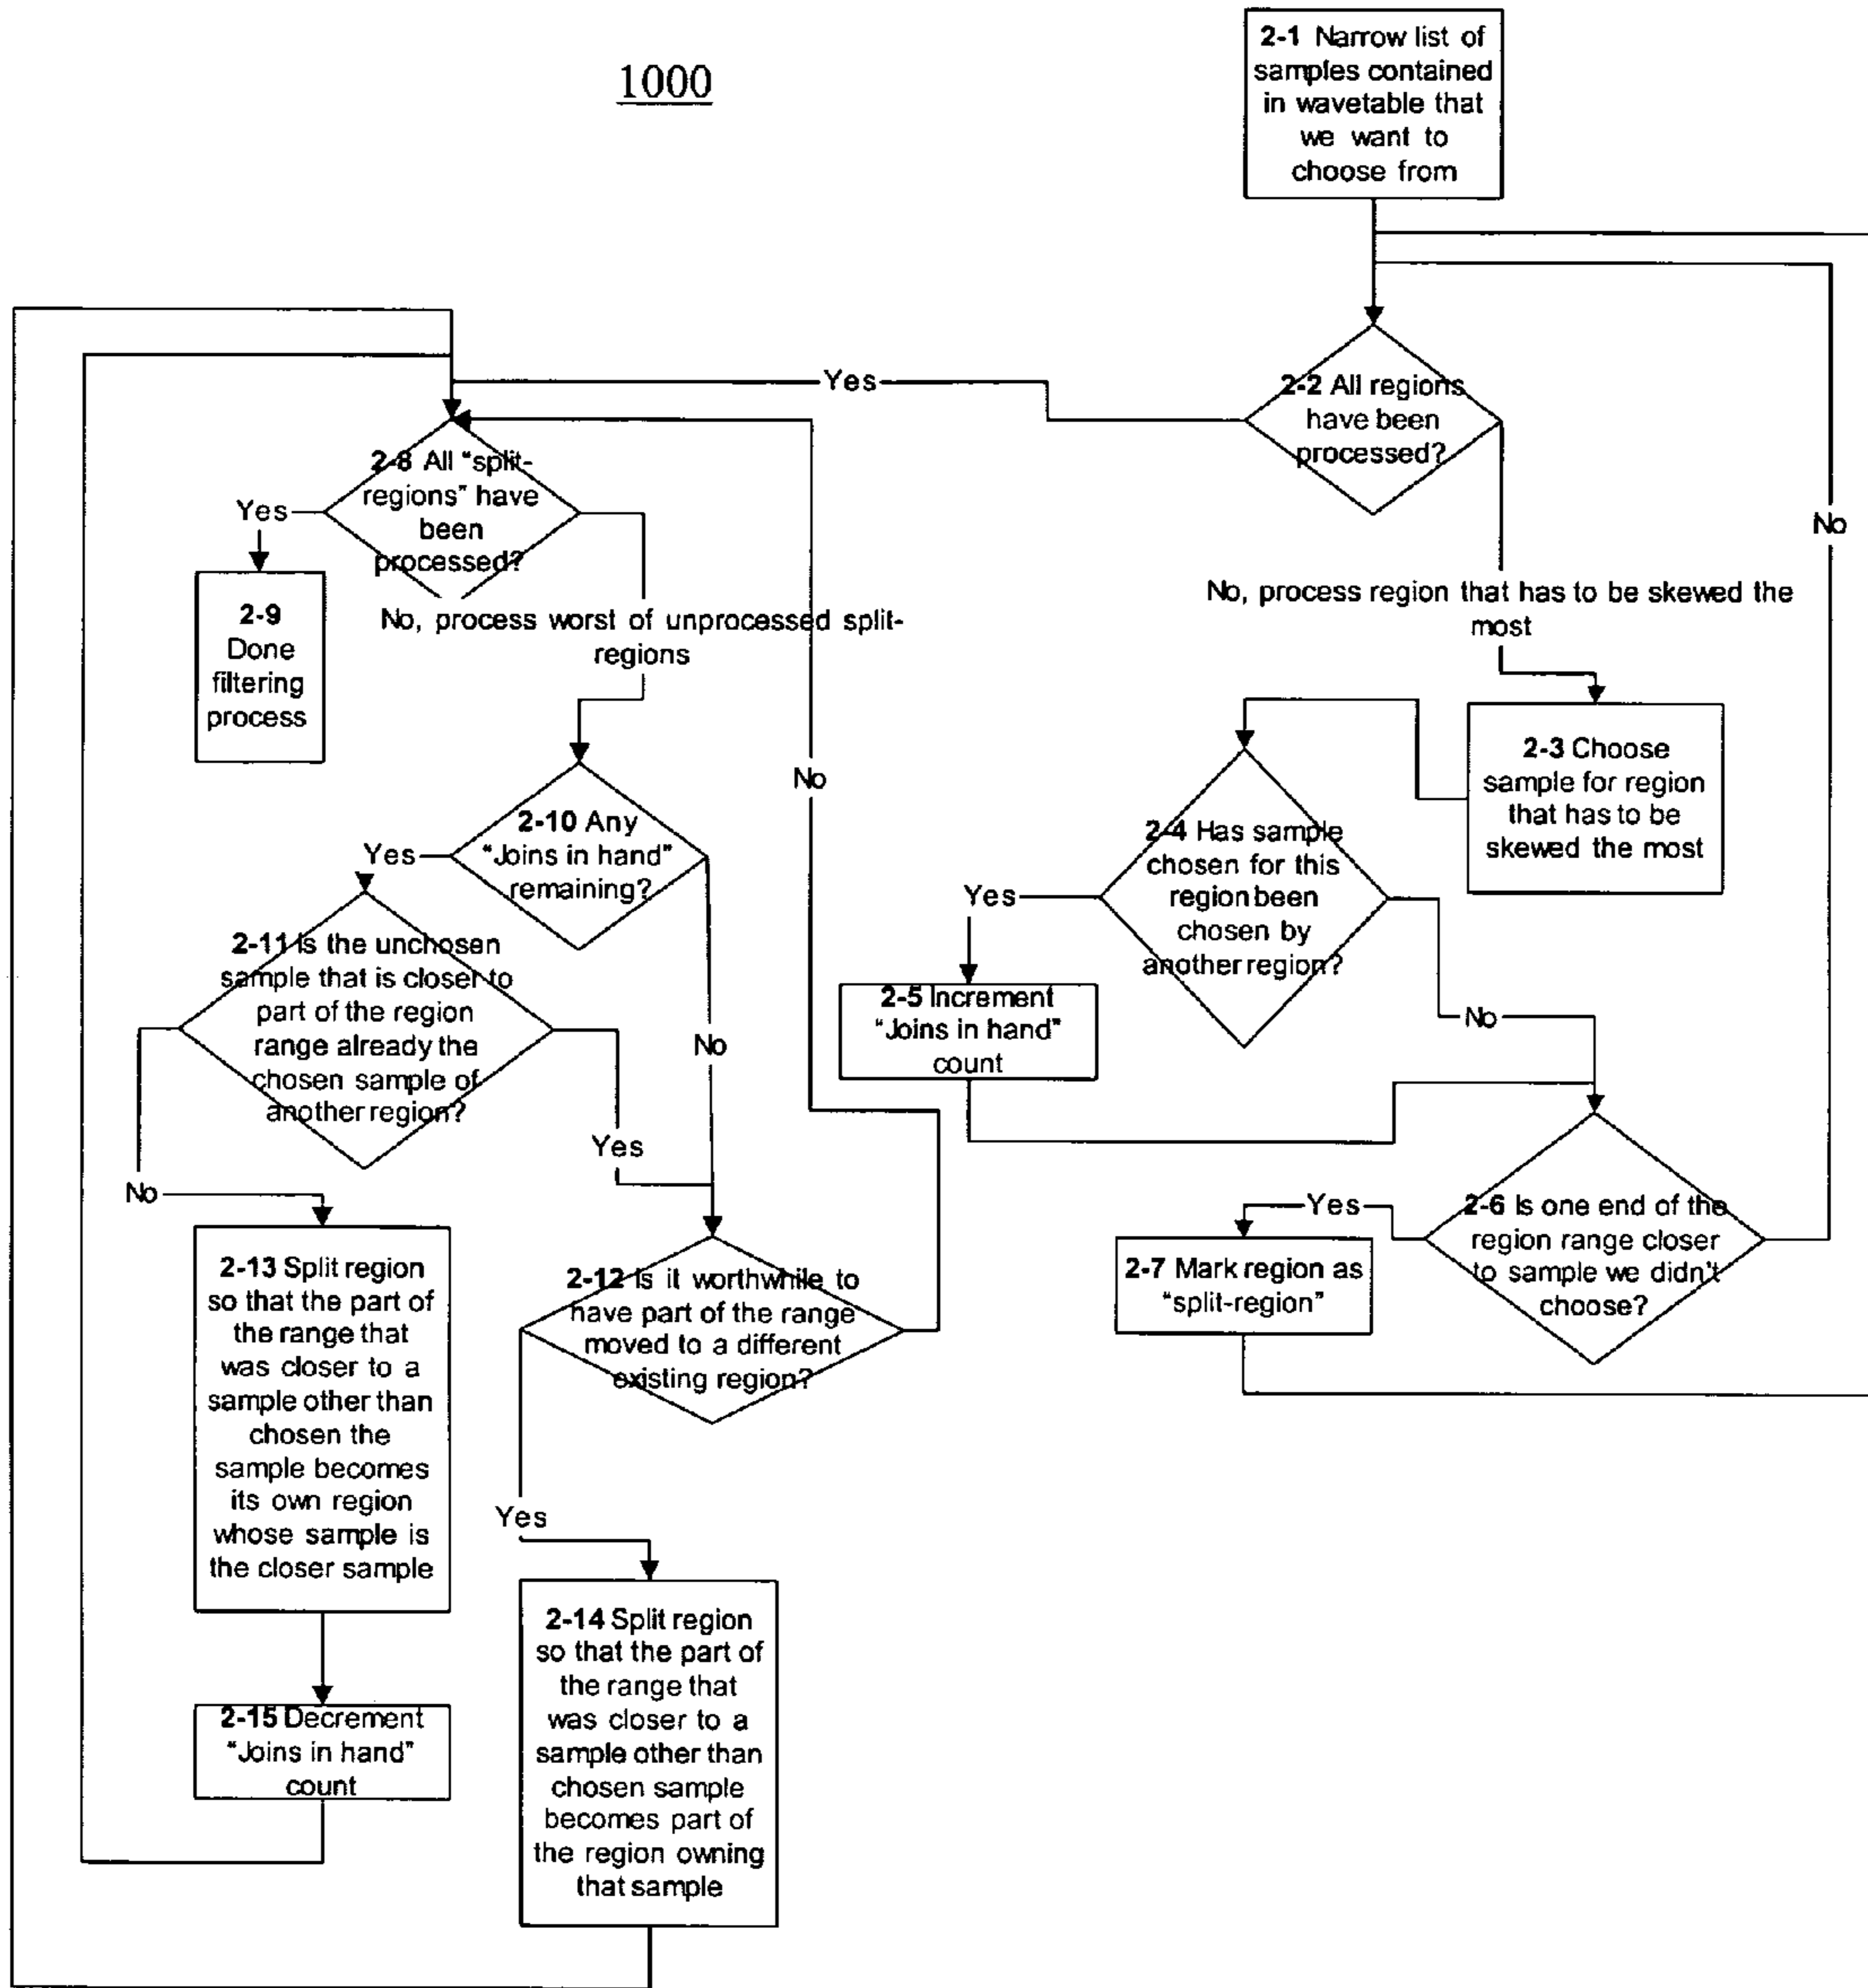 1000
2-1 Narrow list of
samples contained
in wavetable that
we want to
choose from
2-2 All regions
have been
processed?
Yes
No, process region that has to be skewed the
most
2-3 Choose
sample for region
that has to be
skewed the most
2-4 Has sample
chosen for this
region been
chosen by
another region?
Yes
No
2-5 Increment
"Joins in hand"
count
2-6 Is one end of the
region range closer
to sample we didn't
choose?
Yes
No
2-7 Mark region as
"split-region"
2-8 All "split-
regions" have
been
processed?
Yes
2-9
Done
filtering
process
No, process worst of unprocessed split-
regions
2-10 Any
"Joins in hand"
remaining?
Yes
No
2-11 Is the unchosen
sample that is closer to
part of the region
range already the
chosen sample of
another region?
Yes
No
2-12 Is it worthwhile to
have part of the range
moved to a different
existing region?
No
Yes
2-13 Split region
so that the part of
the range that
was closer to a
sample other than
chosen the
sample becomes
its own region
whose sample is
the closer sample
2-14 Split region
so that the part of
the range that
was closer to a
sample other than
chosen sample
becomes part of
the region owning
that sample
2-15 Decrement
"Joins in hand"
count